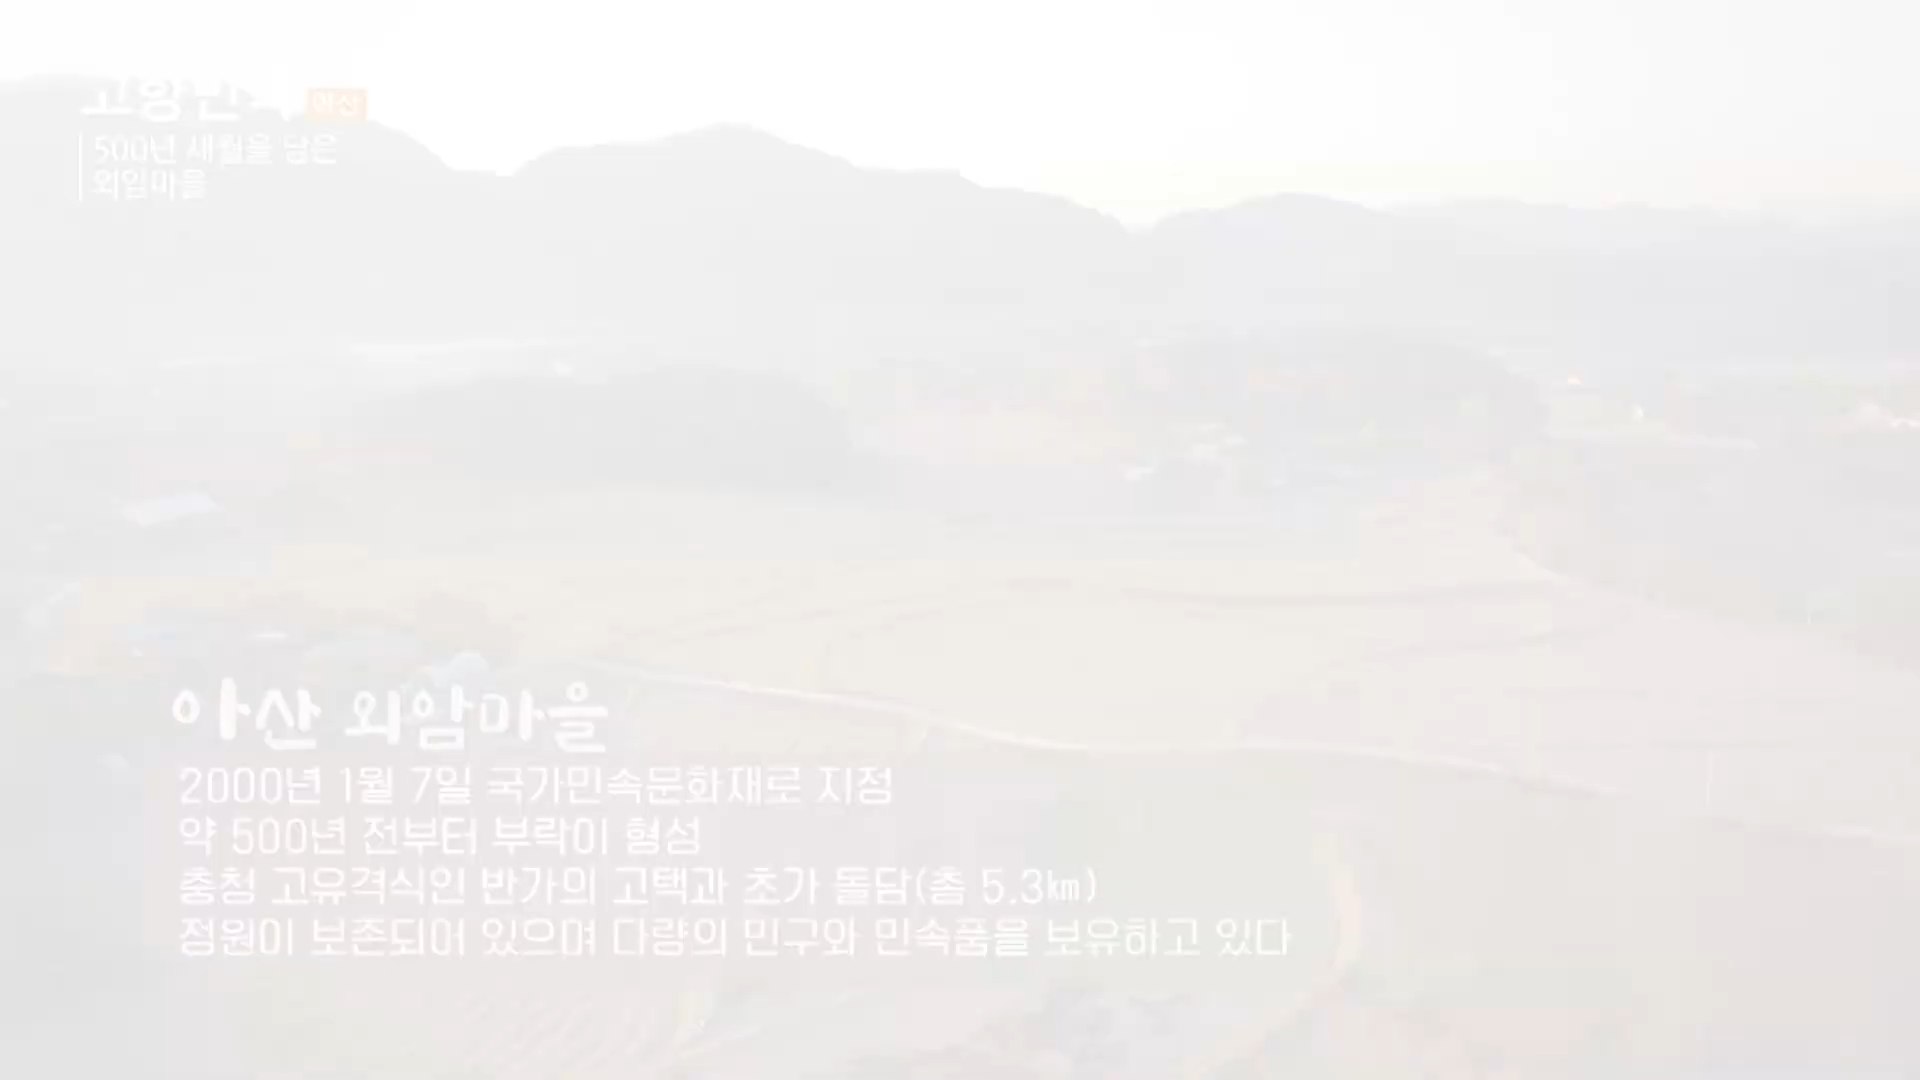 아산
500년 세월을 담은
외암마을
아산 외암마을
2000년 1월 7일 국가민속문화재로 지정
약 500년 전부터 부락이 형성
충청 고유격식인 반가의 고택과 초가 돌담(총 5.3㎞)
정원이 보존되어 있으며 다량의 민구와 민속품을 보유하고 있다